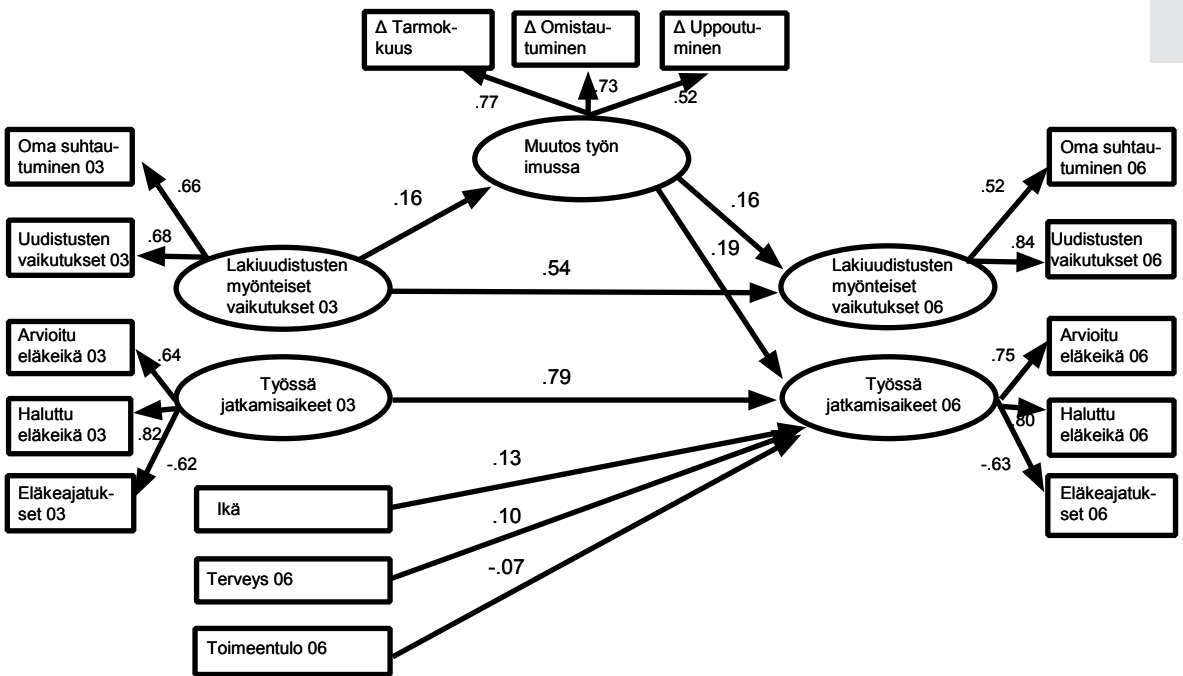 Δ Tarmok-
kuus
Δ Omistau-
tuminen
Δ Uppoutu-
minen
.77
.73
.52
Muutos työn
imussa
Oma suhtau-
tuminen 03
.66
Uudistusten
vaikutukset 03
.68
Lakiuudistusten
myönteiset
vaikutukset 03
.16
.54
.16
.19
Lakiuudistusten
myönteiset
vaikutukset 06
Oma suhtau-
tuminen 06
.52
Uudistusten
vaikutukset 06
.84
Arvioitu
eläkeikä 03
.64
Haluttu
eläkeikä 03
.82
Eläkeajatuk-
set 03
-.62
Työssä
jatkamisaikeet 03
.79
Työssä
jatkamisaikeet 06
Arvioitu
eläkeikä 06
.75
Haluttu
eläkeikä 06
.80
Eläkeajatuk-
set 06
-.63
Ikä
.13
Terveys 06
.10
Toimeentulo 06
-.07